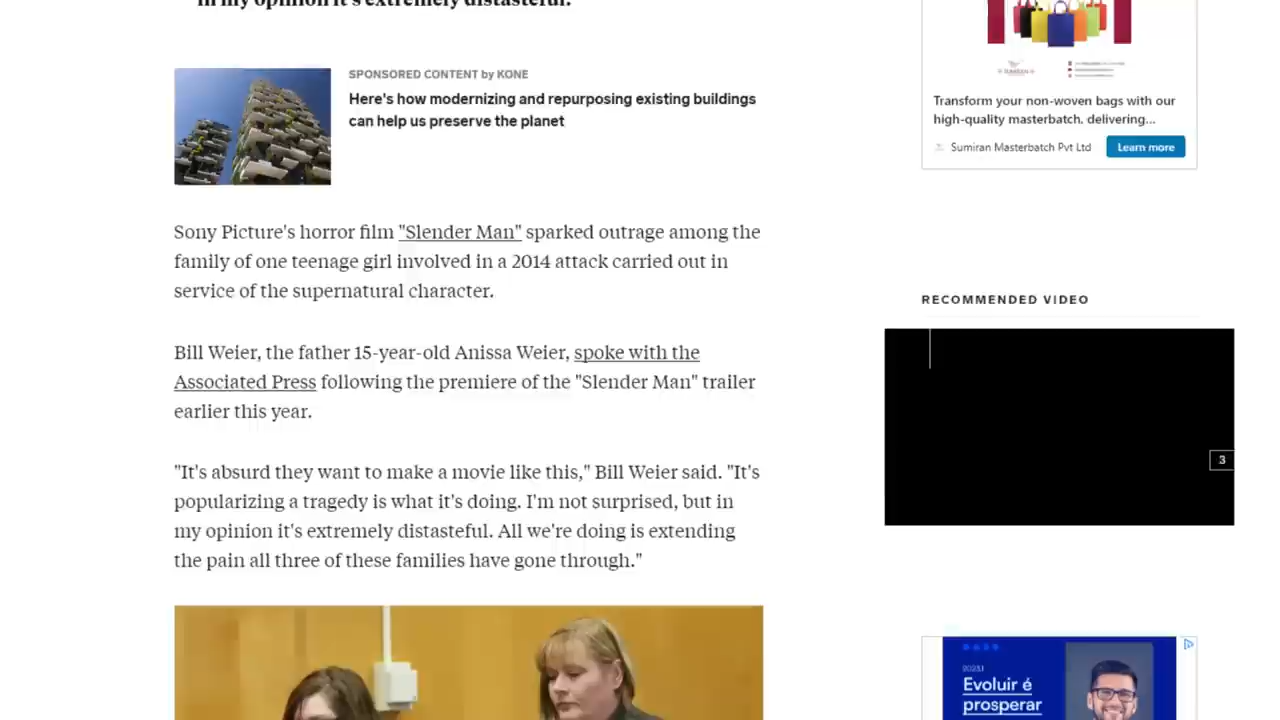 in my opinion it's extremely distasteful.
SPONSORED CONTENT by KONE
Here's how modernizing and repurposing existing buildings
can help us preserve the planet
Sony Picture's horror film "Slender Man" sparked outrage among the
family of one teenage girl involved in a 2014 attack carried out in
service of the supernatural character.
Bill Weier, the father 15-year-old Anissa Weier, spoke with the
Associated Press following the premiere of the "Slender Man" trailer
earlier this year.
"It's absurd they want to make a movie like this," Bill Weier said. "It's
popularizing a tragedy is what it's doing. I'm not surprised, but in
my opinion it's extremely distasteful. All we're doing is extending
the pain all three of these families have gone through."
SUMIRAN
Transform your non-woven bags with our
high-quality masterbatch, delivering...
Sumiran Masterbatch Pvt Ltd
Learn more
RECOMMENDED VIDEO
3
2023.1
Evoluir é
prosperar